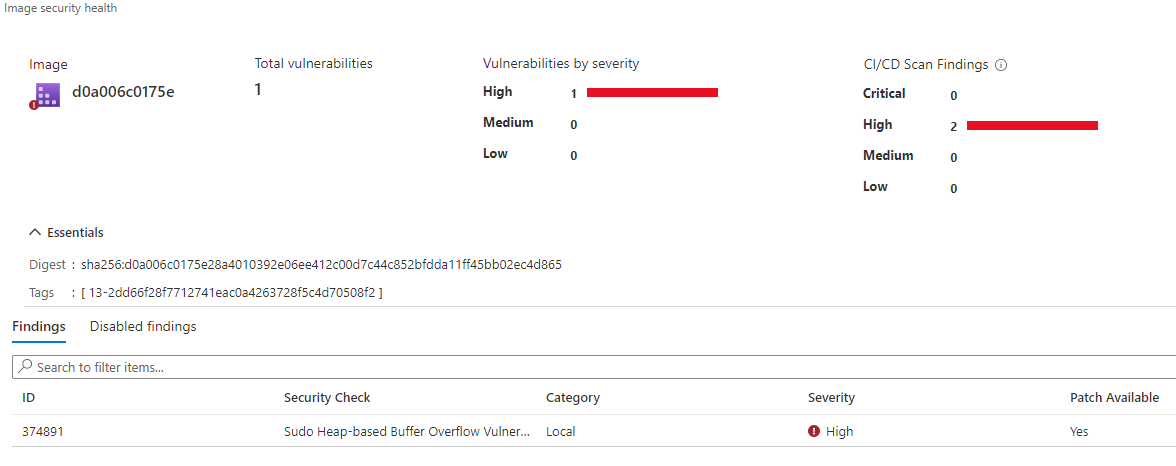 Image security health
Image
d0a006c0175e
Total vulnerabilities
1
Vulnerabilities by severity
High 1
Medium 0
Low 0
CI/CD Scan Findings
Critical 0
High 2
Medium 0
Low 0
Essentials
Digest : sha256:d0a006c0175e28a4010392e06ee412c00d7c44c852bfdda11ff45bb02ec4d865
Tags : [ 13-2dd66f28f7712741eac0a4263728f5c4d70508f2 ]
Findings Disabled findings
Search to filter items...
ID Security Check Category Severity Patch Available
374891 Sudo Heap-based Buffer Overflow Vulner... Local High Yes